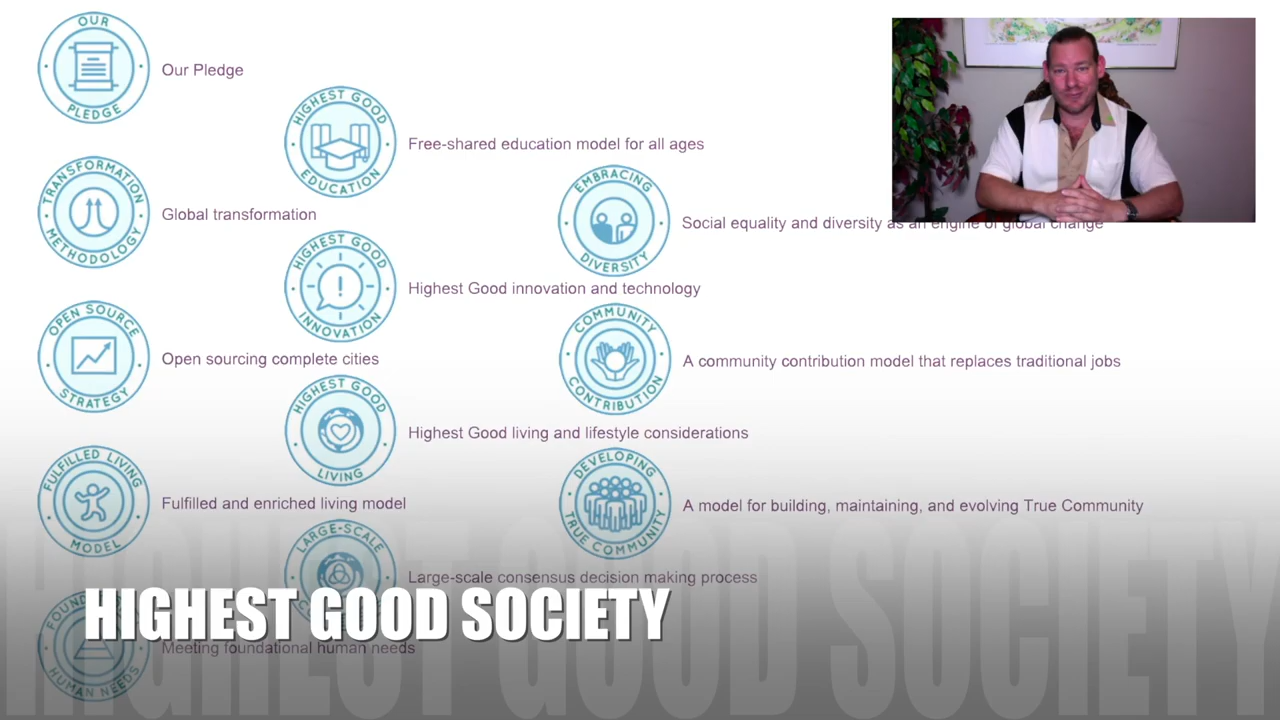 OUR
PLEDGE
Our Pledge
HIGHEST GOOD
EDUCATION
Free-shared education model for all ages
TRANSFORMATION
METHODOLOGY
Global transformation
EMBRACING
DIVERSITY
Social equality and diversity as an engine of global change
HIGHEST GOOD
INNOVATION
Highest Good innovation and technology
OPEN SOURCE
STRATEGY
Open sourcing complete cities
COMMUNITY
CONTRIBUTION
A community contribution model that replaces traditional jobs
HIGHEST GOOD
LIVING
Highest Good living and lifestyle considerations
FULFILLED LIVING
MODEL
Fulfilled and enriched living model
DEVELOPING
TRUE COMMUNITY
A model for building, maintaining, and evolving True Community
LARGE-SCALE
Large-scale consensus decision making process
HIGHEST GOOD SOCIETY
HUMAN NEEDS
Meeting foundational human needs
HIGHEST GOOD SOCIETY